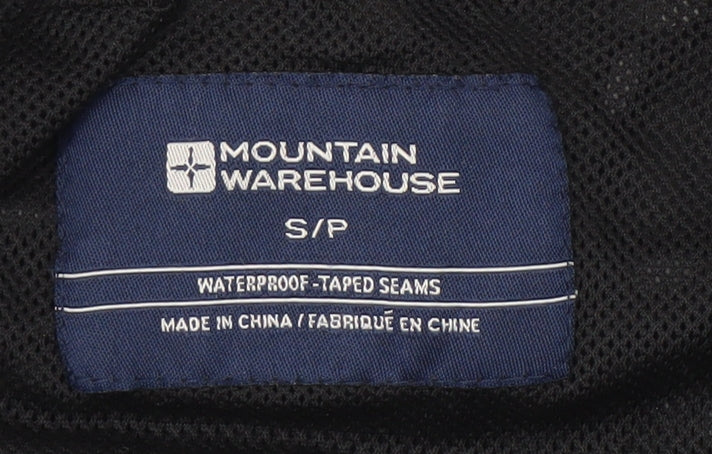 MOUNTAIN
WAREHOUSE
S/P
WATERPROOF-TAPED SEAMS
MADE IN CHINA / FABRIQUÉ EN CHINE